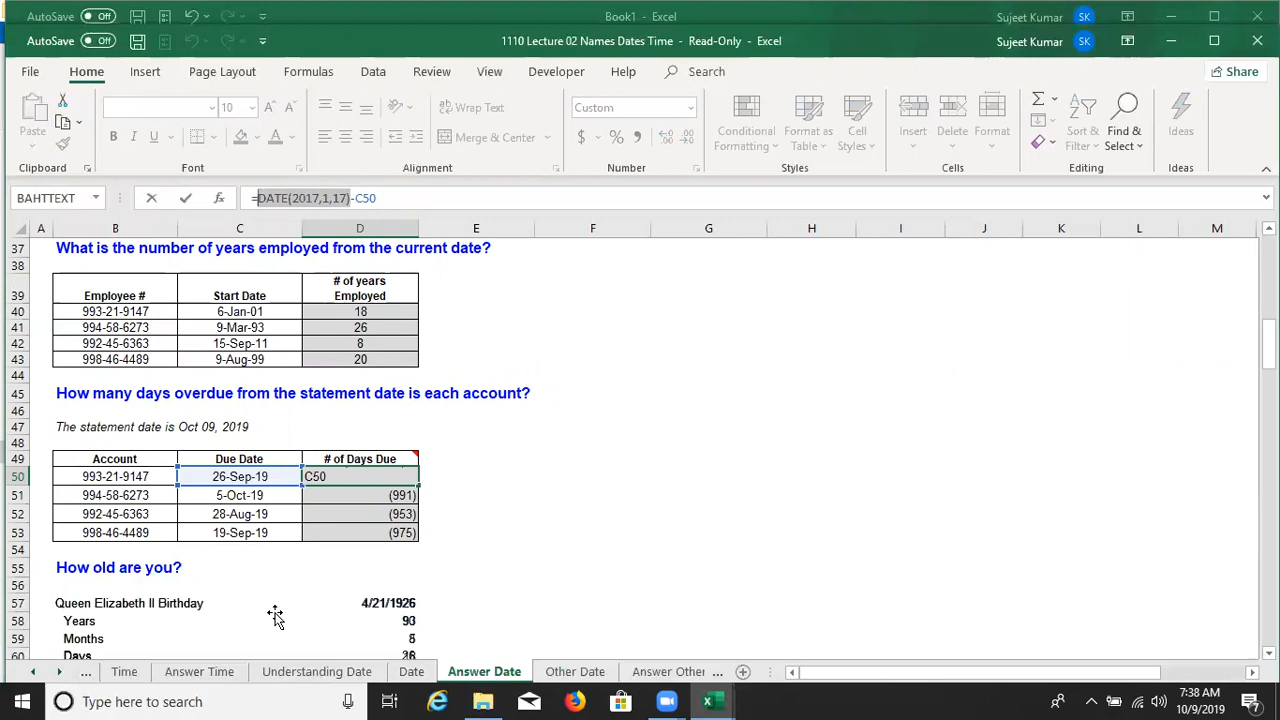 AutoSave Off Book1 - Excel Sujeet Kumar SK
AutoSave Off 1110 Lecture 02 Names Dates Time - Read-Only - Excel Sujeet Kumar SK
File Home Insert Page Layout Formulas Data Review View Developer Help Search Share
Paste 10 A A Wrap Text Custom Conditional Formatting Format as Table Cell Styles Insert Delete Format Sort & Filter Find & Select Ideas
B I U A Merge & Center $ % ,
Clipboard Font Alignment Number Styles Cells Editing Ideas
BAHTTEXT fx =DATE(2017,1,17)-C50
A B C D E F G H I J K L M
37 What is the number of years employed from the current date?
38
39 Employee # Start Date # of years Employed
40 993-21-9147 6-Jan-01 18
41 994-58-6273 9-Mar-93 26
42 992-45-6363 15-Sep-11 8
43 998-46-4489 9-Aug-99 20
44
45 How many days overdue from the statement date is each account?
46
47 The statement date is Oct 09, 2019
48
49 Account Due Date # of Days Due
50 993-21-9147 26-Sep-19 C50
51 994-58-6273 5-Oct-19 (991)
52 992-45-6363 28-Aug-19 (953)
53 998-46-4489 19-Sep-19 (975)
54
55 How old are you?
56
57 Queen Elizabeth II Birthday 4/21/1926
58 Years
59 Months
60 Days
... Time Answer Time Understanding Date Date Answer Date Other Date Answer Other ...
Type here to search 7:38 AM
10/9/2019 7